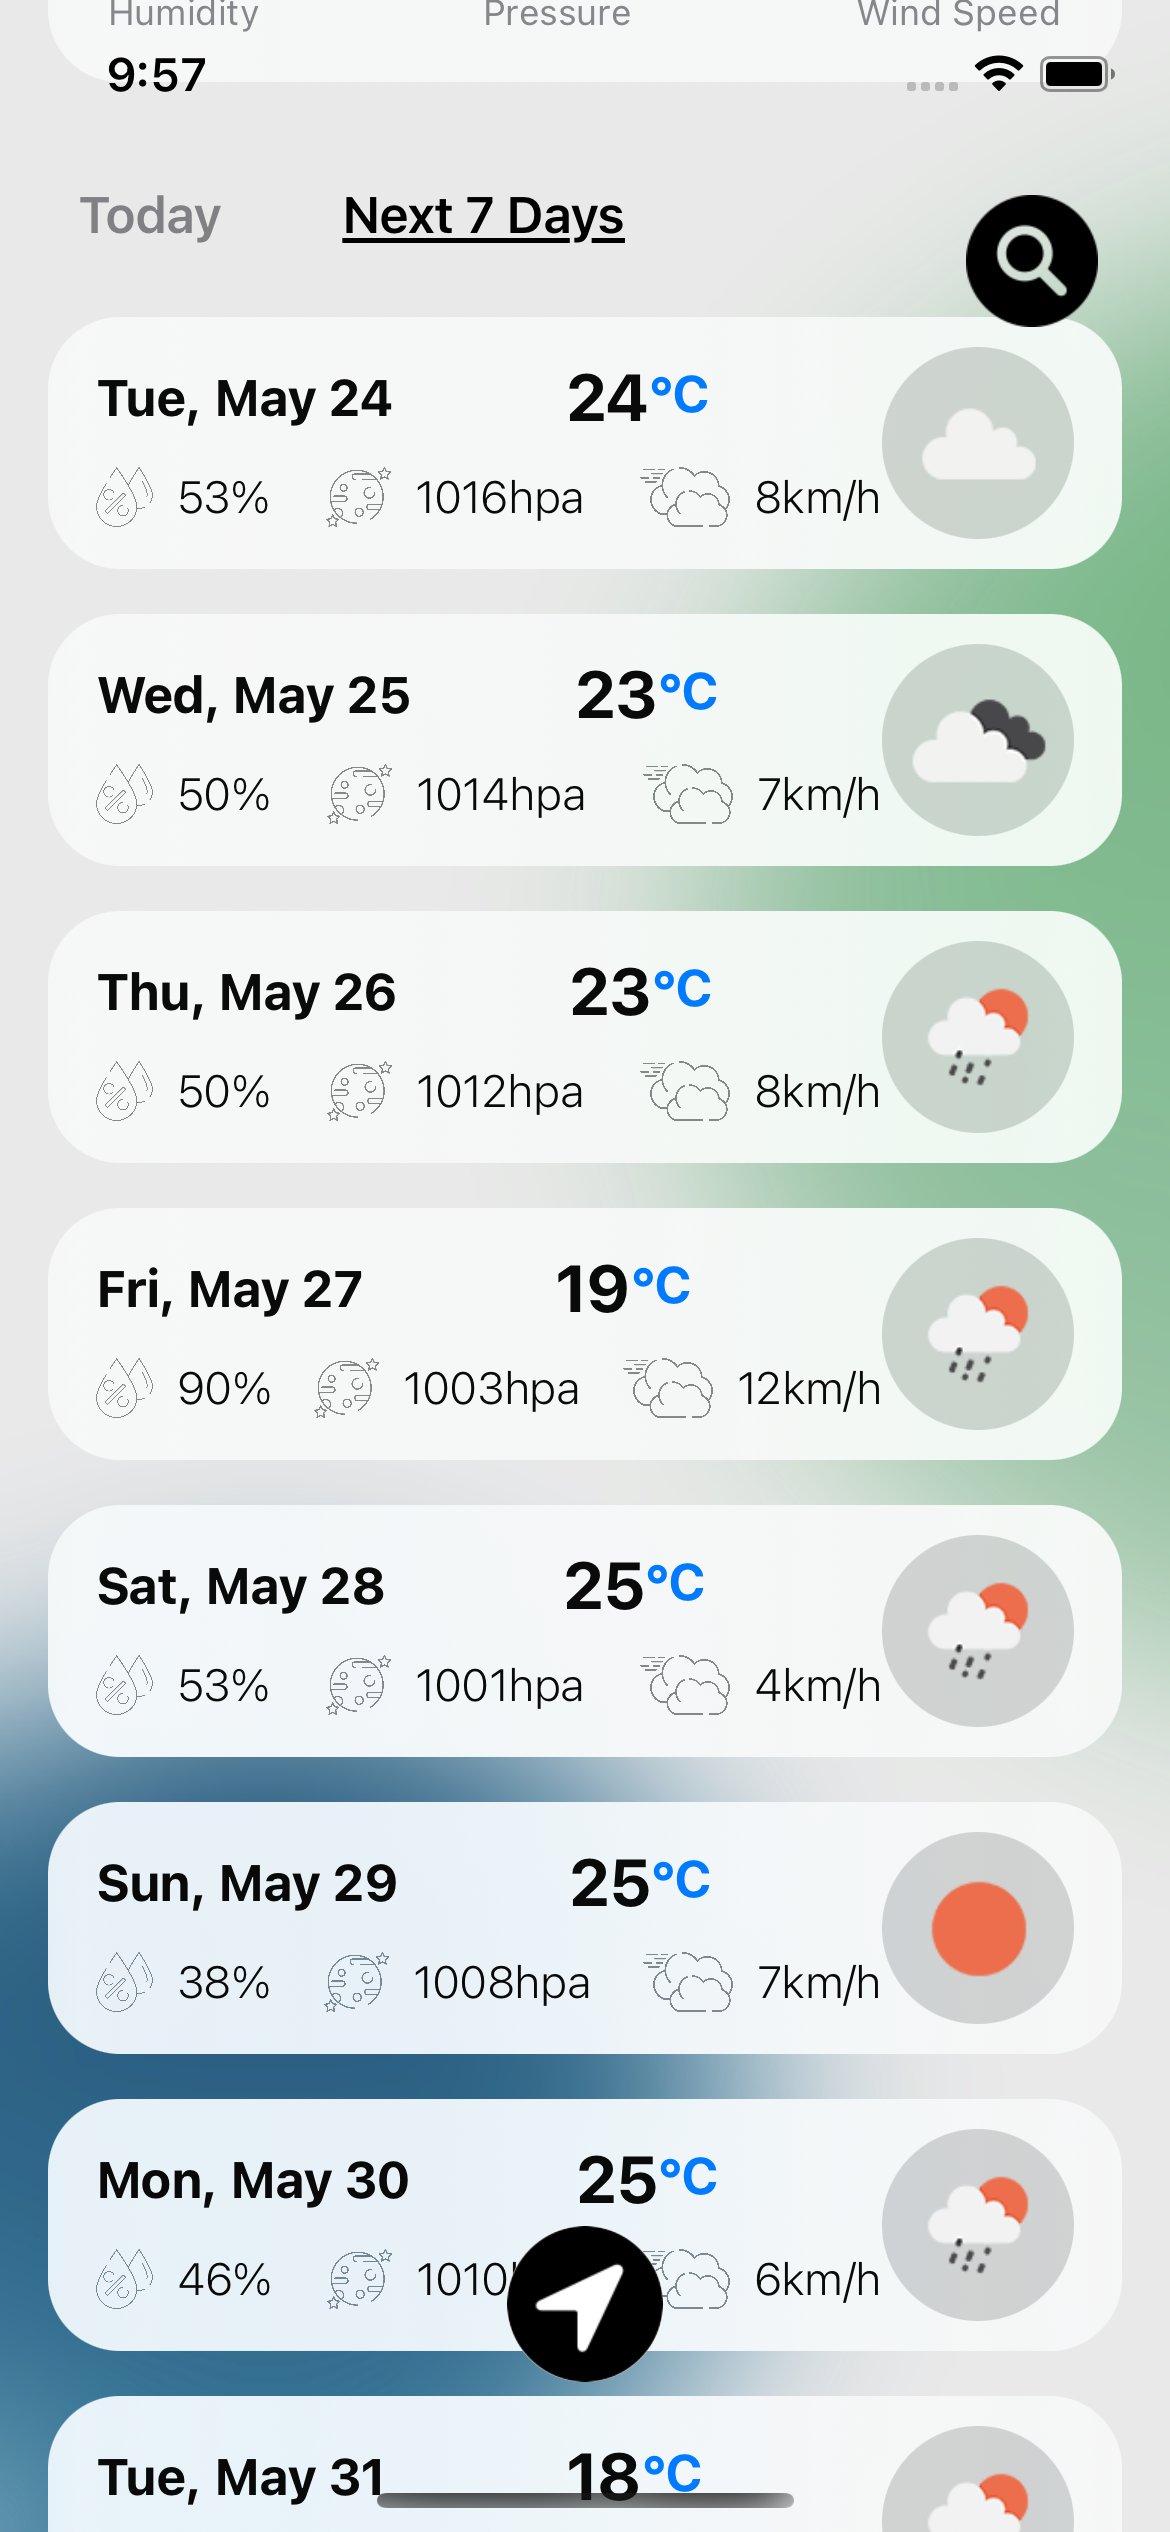 Humidity Pressure Wind Speed
9:57
Today Next 7 Days
Tue, May 24 24°C
53% 1016hpa 8km/h
Wed, May 25 23°C
50% 1014hpa 7km/h
Thu, May 26 23°C
50% 1012hpa 8km/h
Fri, May 27 19°C
90% 1003hpa 12km/h
Sat, May 28 25°C
53% 1001hpa 4km/h
Sun, May 29 25°C
38% 1008hpa 7km/h
Mon, May 30 25°C
46% 1010 6km/h
Tue, May 31 18°C